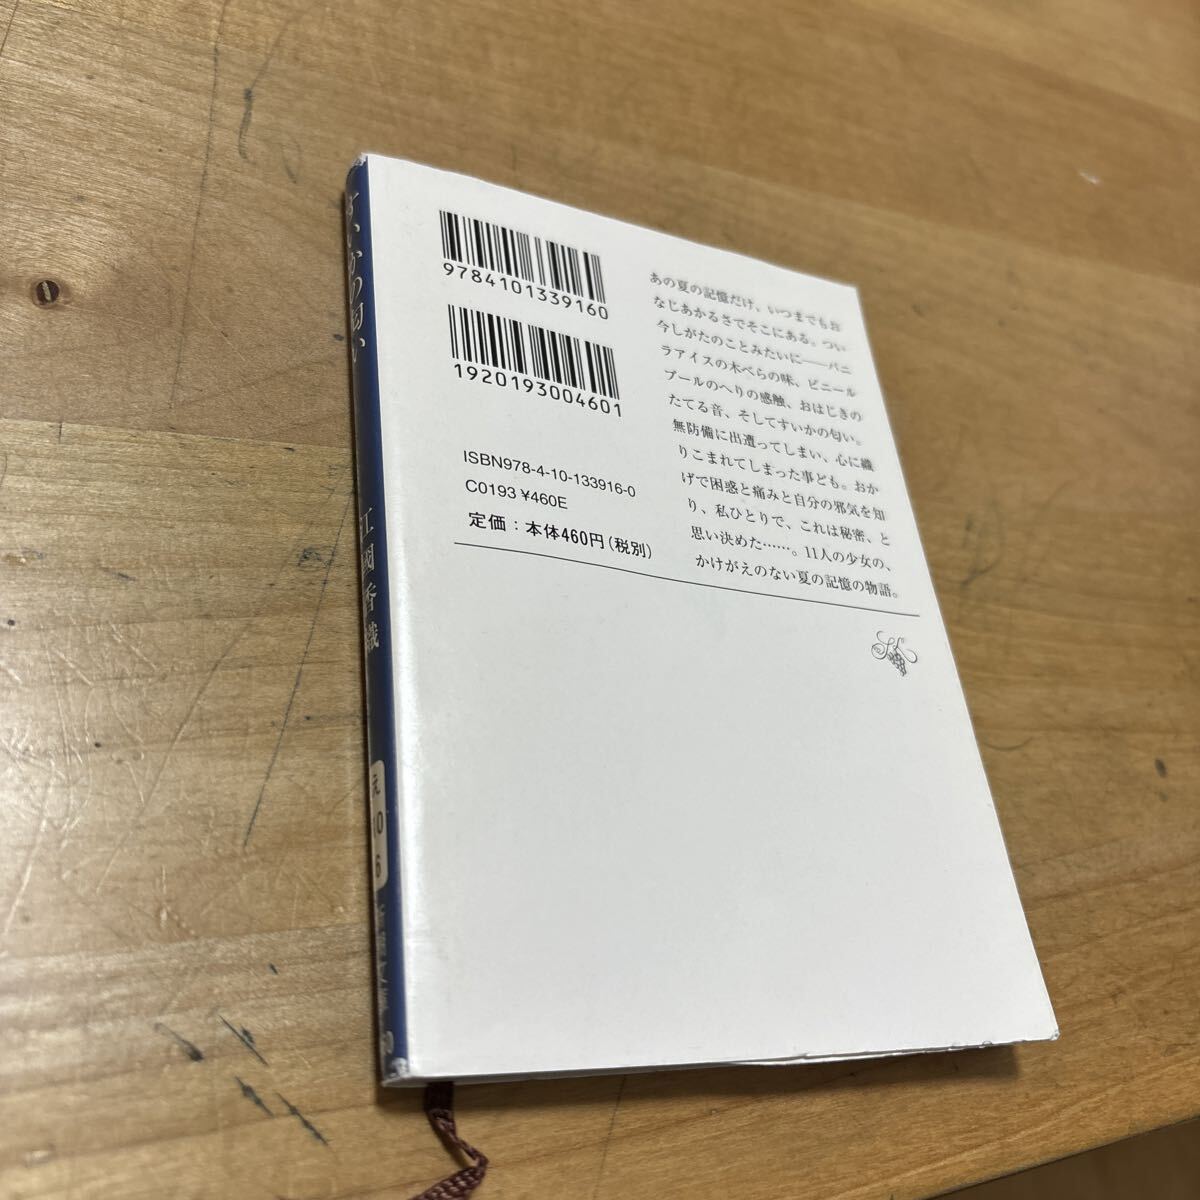 すいかの匂い
江國香織
え
10
6
9784101339160
1920193004601
ISBN978-4-10-133916-0
C0193 ¥460E
定価：本体460円（税別）
あの夏の記憶だけ、いつまでもお
なじあかるさでそこにある。つい
今しがたのことみたいに――バニ
ラアイスの木べらの味、ビニール
プールのへりの感触、おはじきの
たてる音、そしてすいかの匂い。
無防備に出遭ってしまい、心に織
りこまれてしまった事ども。おか
げで困惑と痛みと自分の邪気を知
り、私ひとりで、これは秘密、と
思い決めた……。11人の少女の、
かけがえのない夏の記憶の物語。